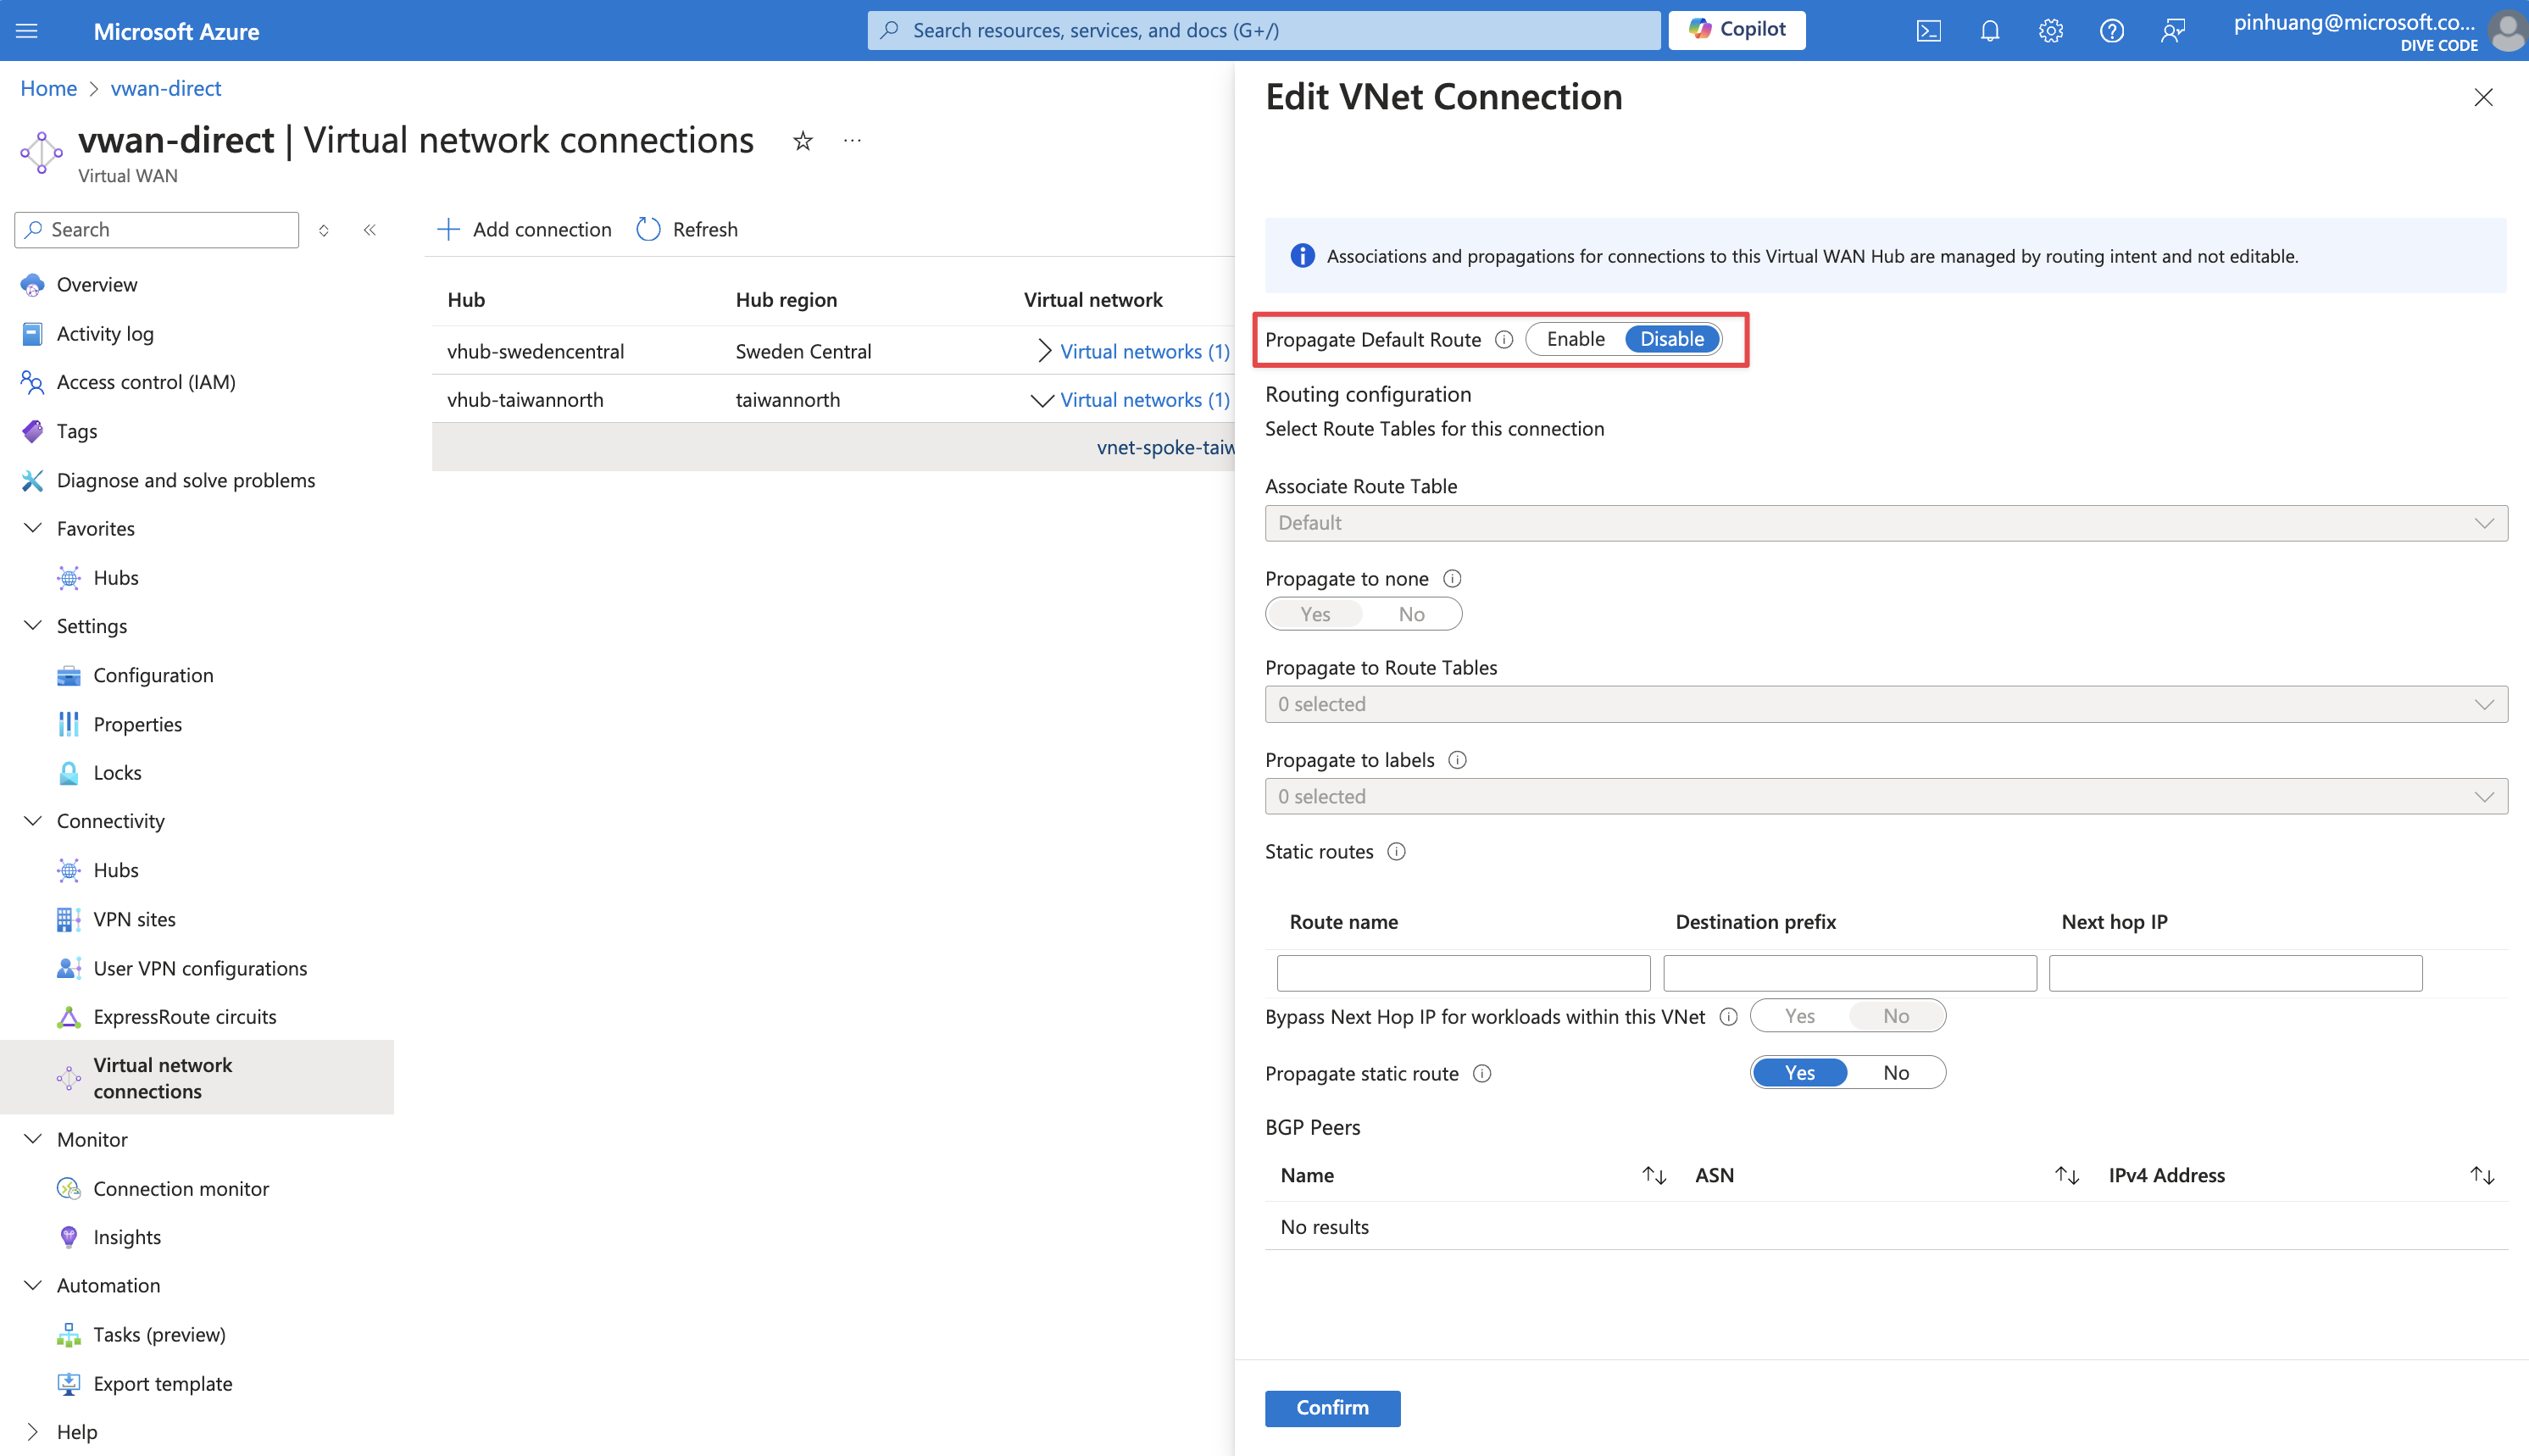 Microsoft Azure
Search resources, services, and docs (G+/)
Copilot
pinhuang@microsoft.co...
DIVE CODE
Home > vwan-direct
vwan-direct | Virtual network connections
Virtual WAN
Search
Overview
Activity log
Access control (IAM)
Tags
Diagnose and solve problems
Favorites
Hubs
Settings
Configuration
Properties
Locks
Connectivity
Hubs
VPN sites
User VPN configurations
ExpressRoute circuits
Virtual network
connections
Monitor
Connection monitor
Insights
Automation
Tasks (preview)
Export template
Help
Add connection Refresh
Hub Hub region Virtual network
vhub-swedencentral Sweden Central Virtual networks (1)
vhub-taiwannorth taiwannorth Virtual networks (1)
vnet-spoke-taiw
Edit VNet Connection
Associations and propagations for connections to this Virtual WAN Hub are managed by routing intent and not editable.
Propagate Default Route Enable Disable
Routing configuration
Select Route Tables for this connection
Associate Route Table
Default
Propagate to none
Yes No
Propagate to Route Tables
0 selected
Propagate to labels
0 selected
Static routes
Route name Destination prefix Next hop IP
Bypass Next Hop IP for workloads within this VNet Yes No
Propagate static route Yes No
BGP Peers
Name ASN IPv4 Address
No results
Confirm